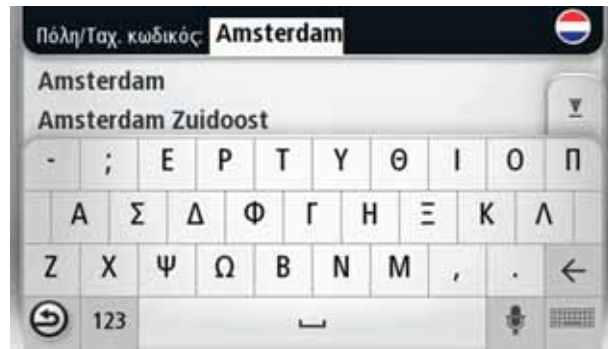 Πόλη/Ταχ. κωδικός: Amsterdam
Amsterdam
Amsterdam Zuidoost
- ; Ε Ρ Τ Υ Θ Ι Ο Π
Α Σ Δ Φ Γ Η Ξ Κ Λ
Ζ Χ Ψ Ω Β Ν Μ , .
123